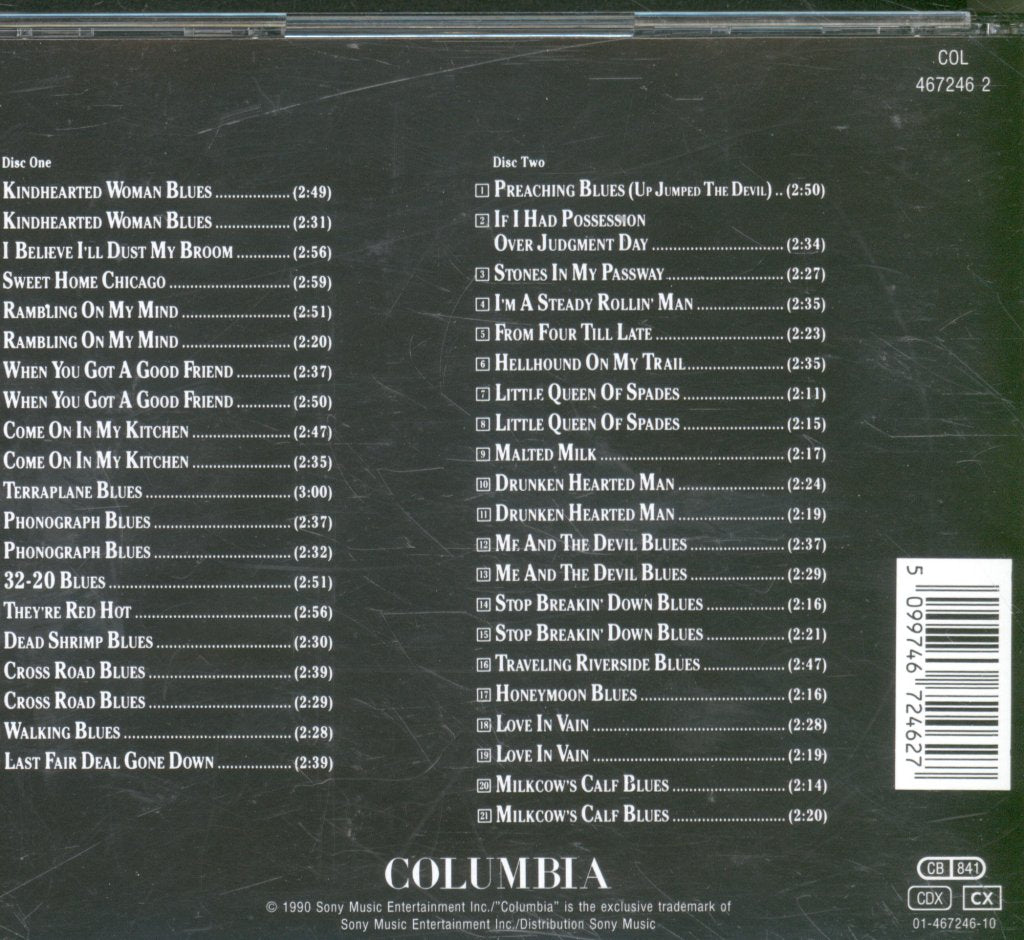 COL
467246 2
Disc One
KINDHEARTED WOMAN BLUES (2:49)
KINDHEARTED WOMAN BLUES (2:31)
I BELIEVE I'LL DUST MY BROOM (2:56)
SWEET HOME CHICAGO (2:59)
RAMBLING ON MY MIND (2:51)
RAMBLING ON MY MIND (2:20)
WHEN YOU GOT A GOOD FRIEND (2:37)
WHEN YOU GOT A GOOD FRIEND (2:50)
COME ON IN MY KITCHEN (2:47)
COME ON IN MY KITCHEN (2:35)
TERRAPLANE BLUES (3:00)
PHONOGRAPH BLUES (2:37)
PHONOGRAPH BLUES (2:32)
32-20 BLUES (2:51)
THEY'RE RED HOT (2:56)
DEAD SHRIMP BLUES (2:30)
CROSS ROAD BLUES (2:39)
CROSS ROAD BLUES (2:29)
WALKING BLUES (2:28)
LAST FAIR DEAL GONE DOWN (2:39)
Disc Two
1 PREACHING BLUES (UP JUMPED THE DEVIL) (2:50)
2 IF I HAD POSSESSION
OVER JUDGMENT DAY (2:34)
3 STONES IN MY PASSWAY (2:27)
4 I'M A STEADY ROLLIN' MAN (2:35)
5 FROM FOUR TILL LATE (2:23)
6 HELLHOUND ON MY TRAIL (2:35)
7 LITTLE QUEEN OF SPADES (2:11)
8 LITTLE QUEEN OF SPADES (2:15)
9 MALTED MILK (2:17)
10 DRUNKEN HEARTED MAN (2:24)
11 DRUNKEN HEARTED MAN (2:19)
12 ME AND THE DEVIL BLUES (2:37)
13 ME AND THE DEVIL BLUES (2:29)
14 STOP BREAKIN' DOWN BLUES (2:16)
15 STOP BREAKIN' DOWN BLUES (2:21)
16 TRAVELING RIVERSIDE BLUES (2:47)
17 HONEYMOON BLUES (2:16)
18 LOVE IN VAIN (2:28)
19 LOVE IN VAIN (2:19)
20 MILKCOW'S CALF BLUES (2:14)
21 MILKCOW'S CALF BLUES (2:20)
5 099746 724627
COLUMBIA
© 1990 Sony Music Entertainment Inc./"Columbia" is the exclusive trademark of
Sony Music Entertainment Inc./Distribution Sony Music
CB 841
CDX CX
01-467246-10